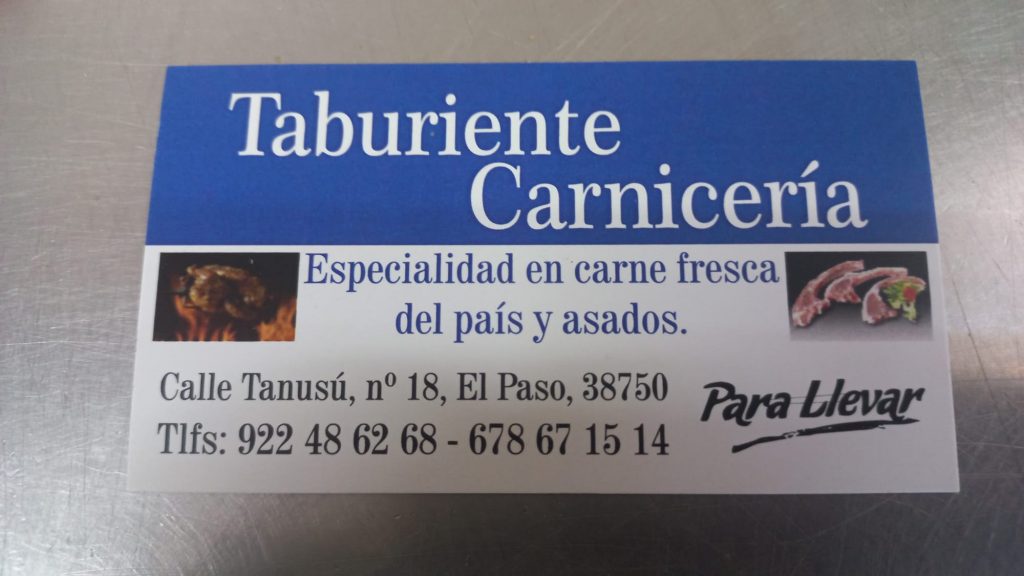 Taburiente
Carnicería
Especialidad en carne fresca
del país y asados.
Calle Tanusú, nº 18, El Paso, 38750
Tlfs: 922 48 62 68 - 678 67 15 14
Para Llevar